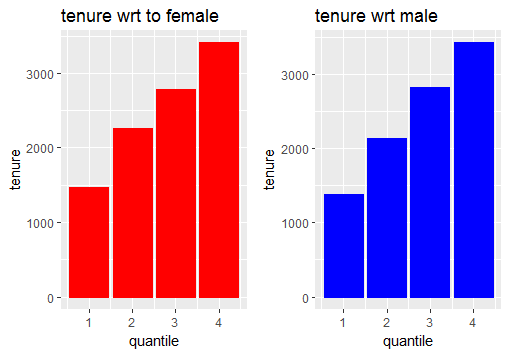 tenure wrt to female
tenure
3000
2000
1000
0
1
2
3
4
quantile
tenure wrt male
tenure
3000
2000
1000
0
1
2
3
4
quantile